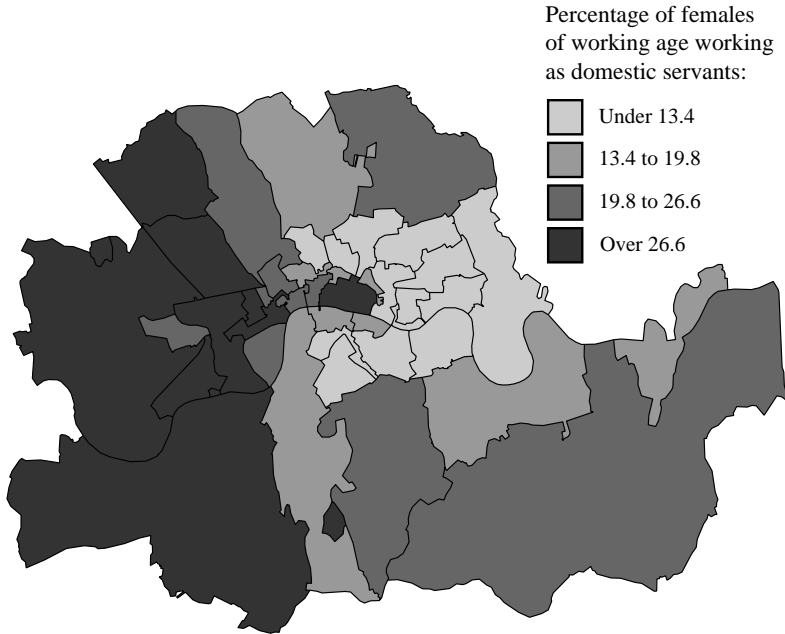 Percentage of females
of working age working
as domestic servants:
Under 13.4
13.4 to 19.8
19.8 to 26.6
Over 26.6